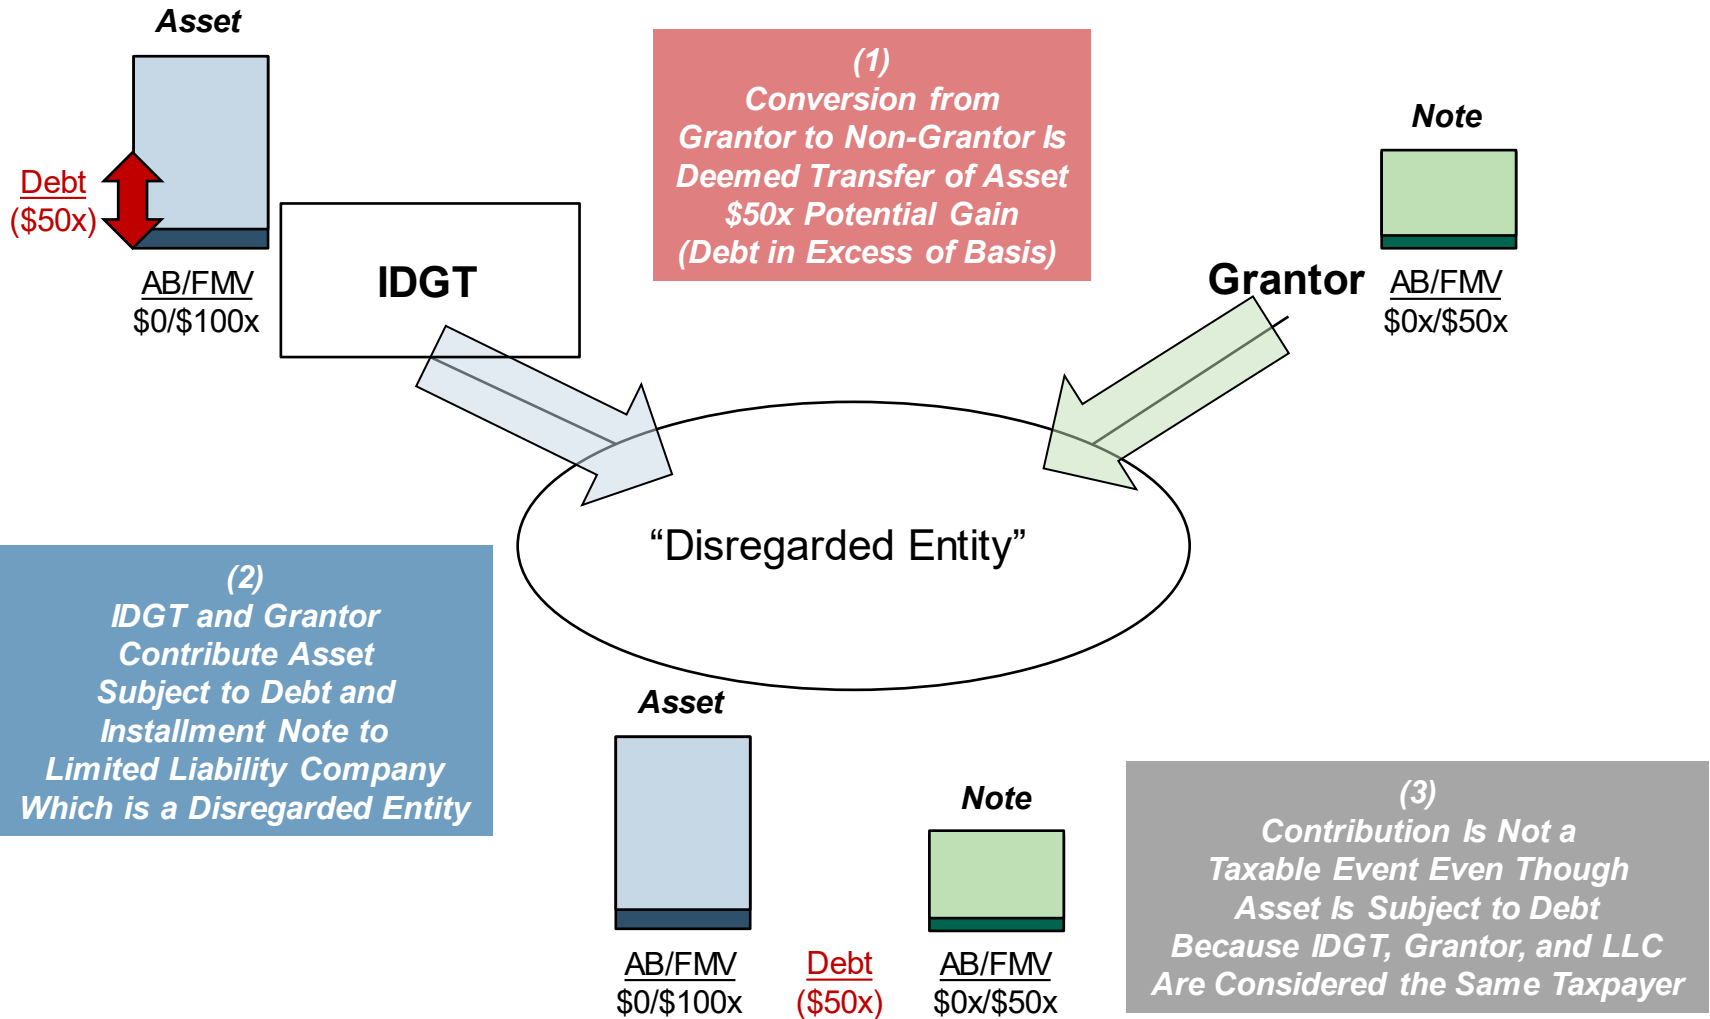 Asset
Debt
($50x)
AB/FMV
$0/$100x
IDGT
(1)
Conversion from
Grantor to Non-Grantor Is
Deemed Transfer of Asset
$50x Potential Gain
(Debt in Excess of Basis)
Note
Grantor
AB/FMV
$0x/$50x
“Disregarded Entity”
(2)
IDGT and Grantor
Contribute Asset
Subject to Debt and
Installment Note to
Limited Liability Company
Which is a Disregarded Entity
Asset
AB/FMV
$0/$100x
Debt
($50x)
Note
AB/FMV
$0x/$50x
(3)
Contribution Is Not a
Taxable Event Even Though
Asset Is Subject to Debt
Because IDGT, Grantor, and LLC
Are Considered the Same Taxpayer